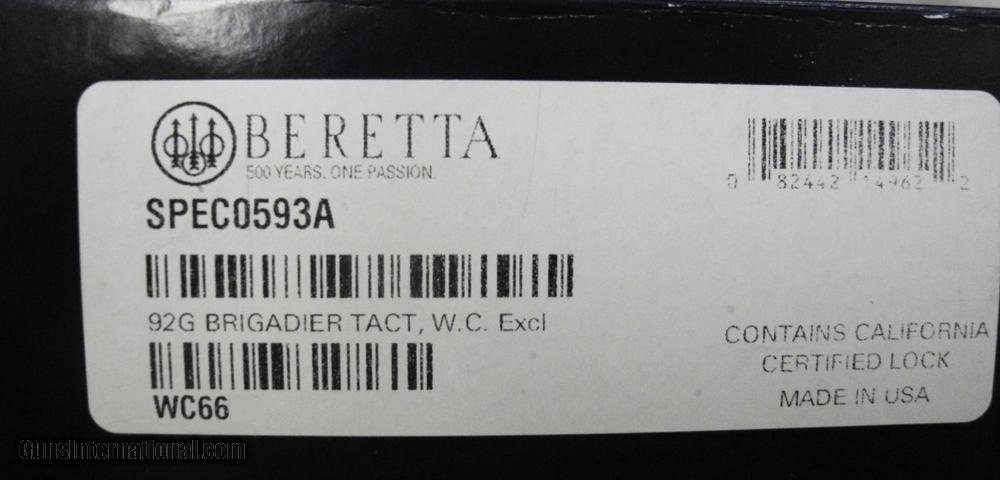 BERETTA
500 YEARS. ONE PASSION.
SPEC0593A
92G BRIGADIER TACT, W.C. Excl
WC66
0 82442 14962 2
CONTAINS CALIFORNIA
CERTIFIED LOCK
MADE IN USA
GunsInternational.com